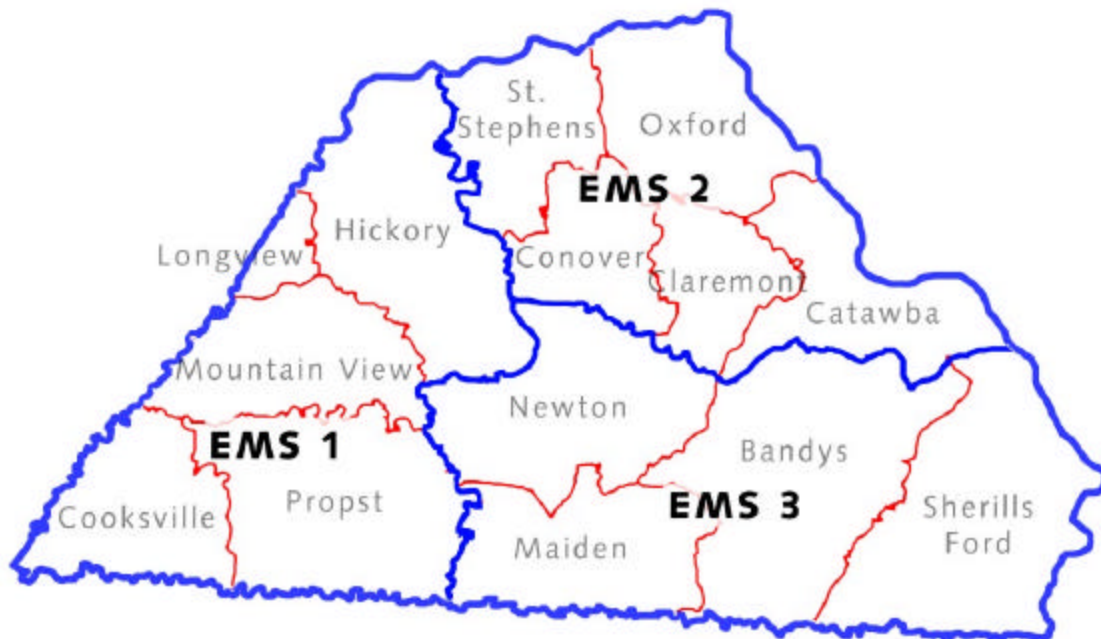 St.
Stephens
Oxford
EMS 2
Hickory
Longview
Conover
Claremont
Catawba
Mountain View
Newton
EMS 1
Bandys
Propst
EMS 3
Cooksville
Maiden
Sherills
Ford